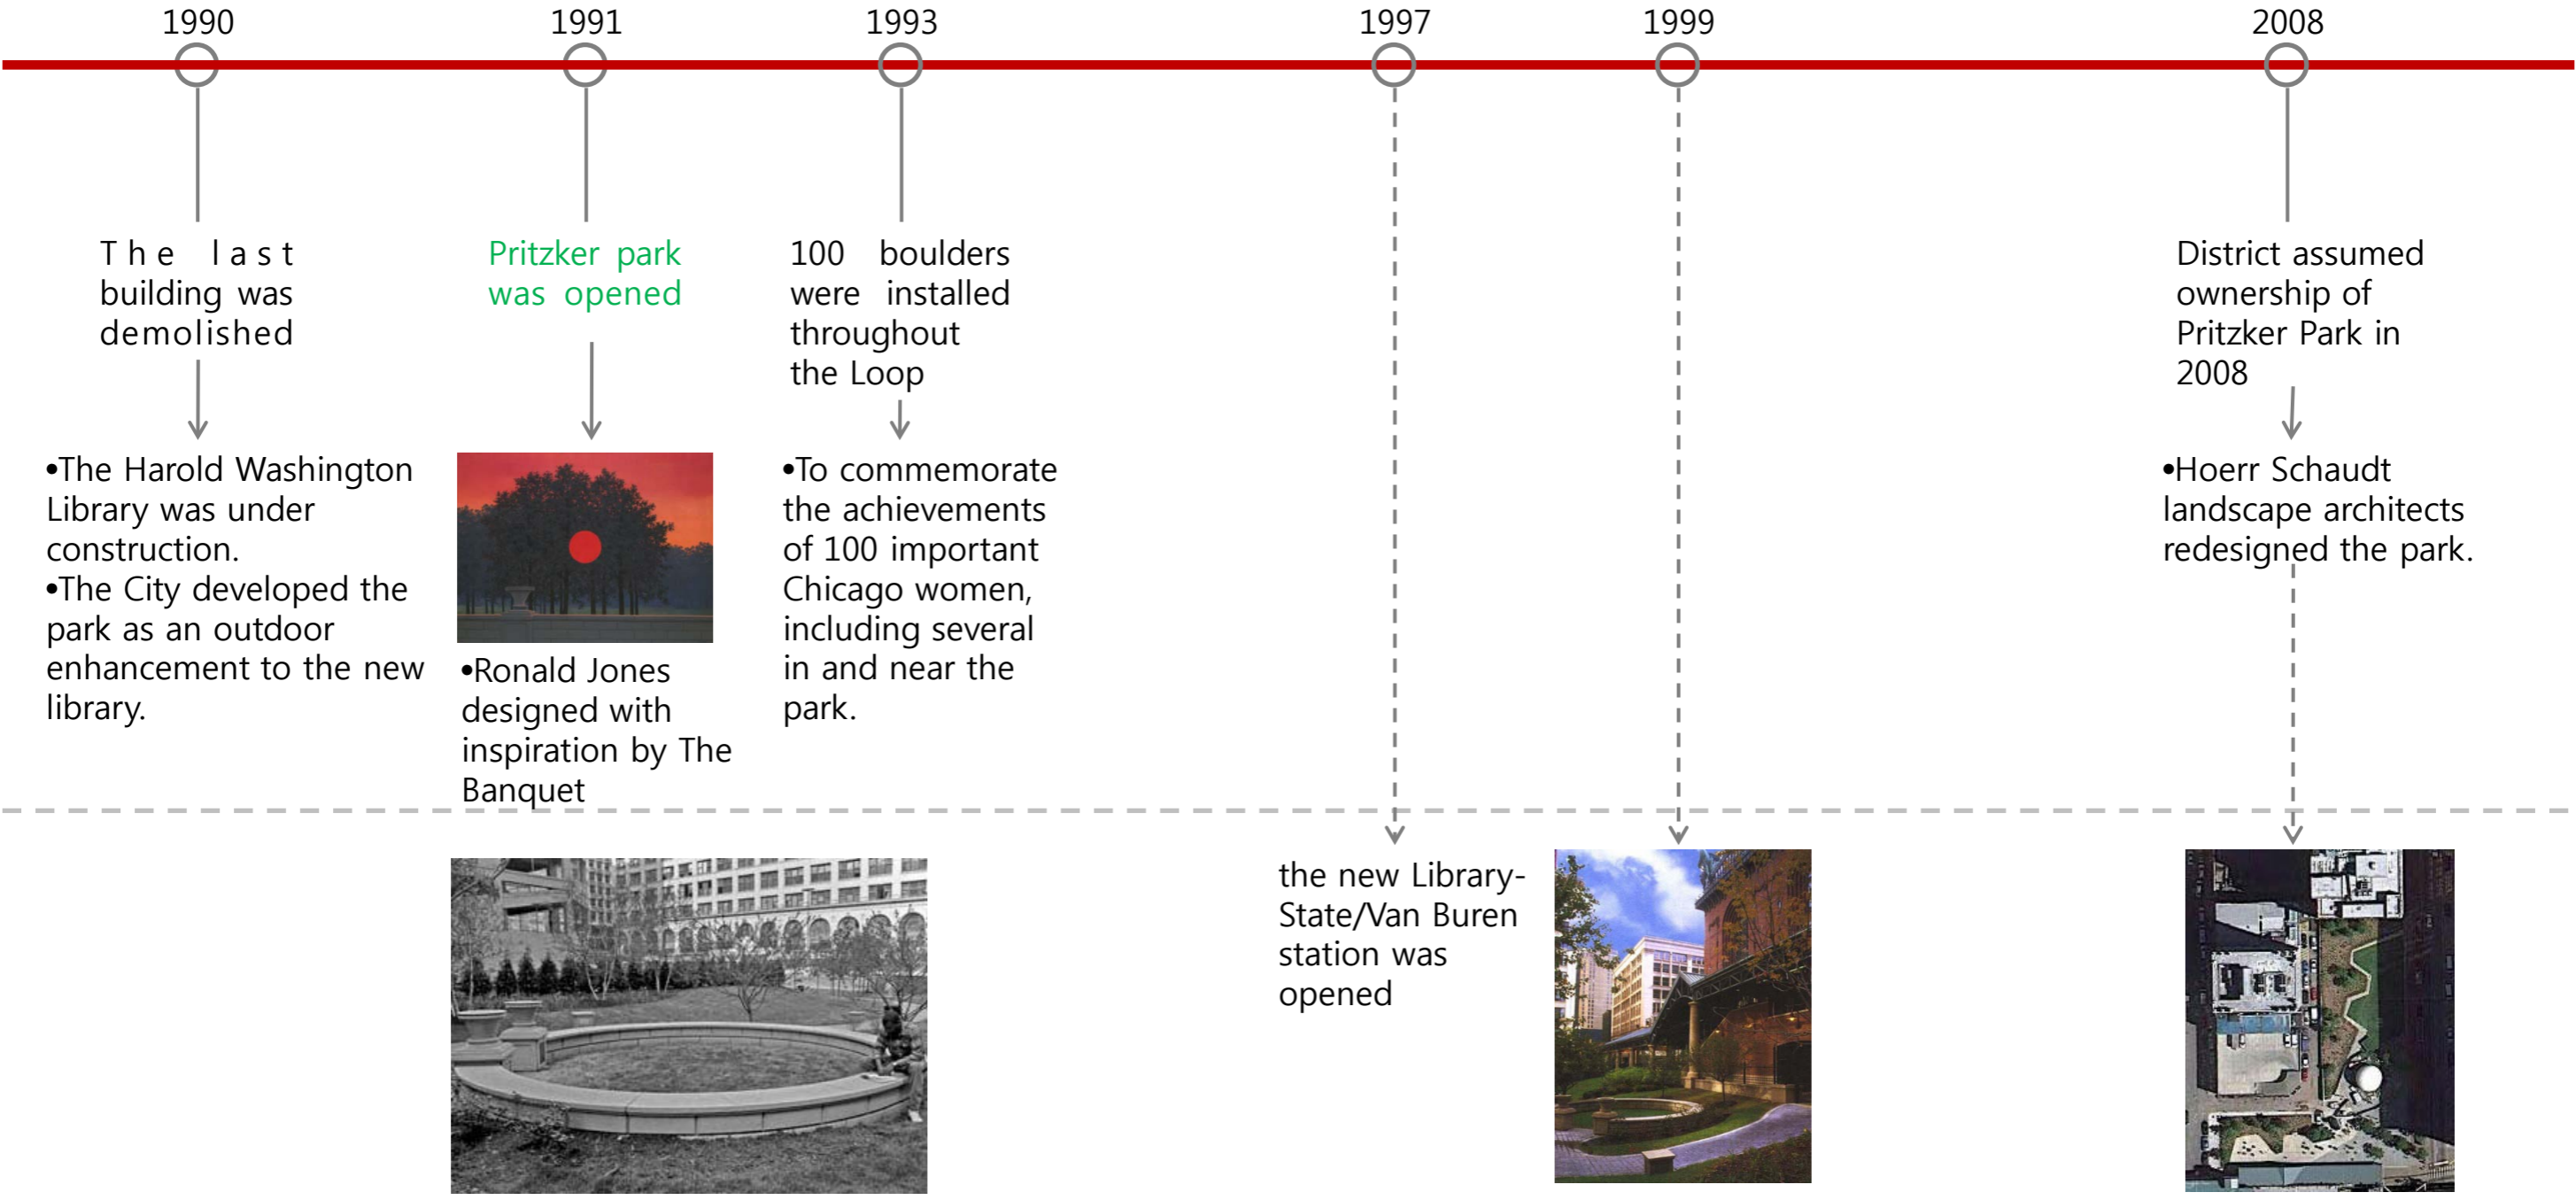 1990
1991
1993
1997
1999
2008
The last
building was
demolished
•The Harold Washington
Library was under
construction.
•The City developed the
park as an outdoor
enhancement to the new
library.
Pritzker park
was opened
•Ronald Jones
designed with
inspiration by The
Banquet
100 boulders
were installed
throughout
the Loop
•To commemorate
the achievements
of 100 important
Chicago women,
including several
in and near the
park.
the new Library-
State/Van Buren
station was
opened
District assumed
ownership of
Pritzker Park in
2008
•Hoerr Schaudt
landscape architects
redesigned the park.